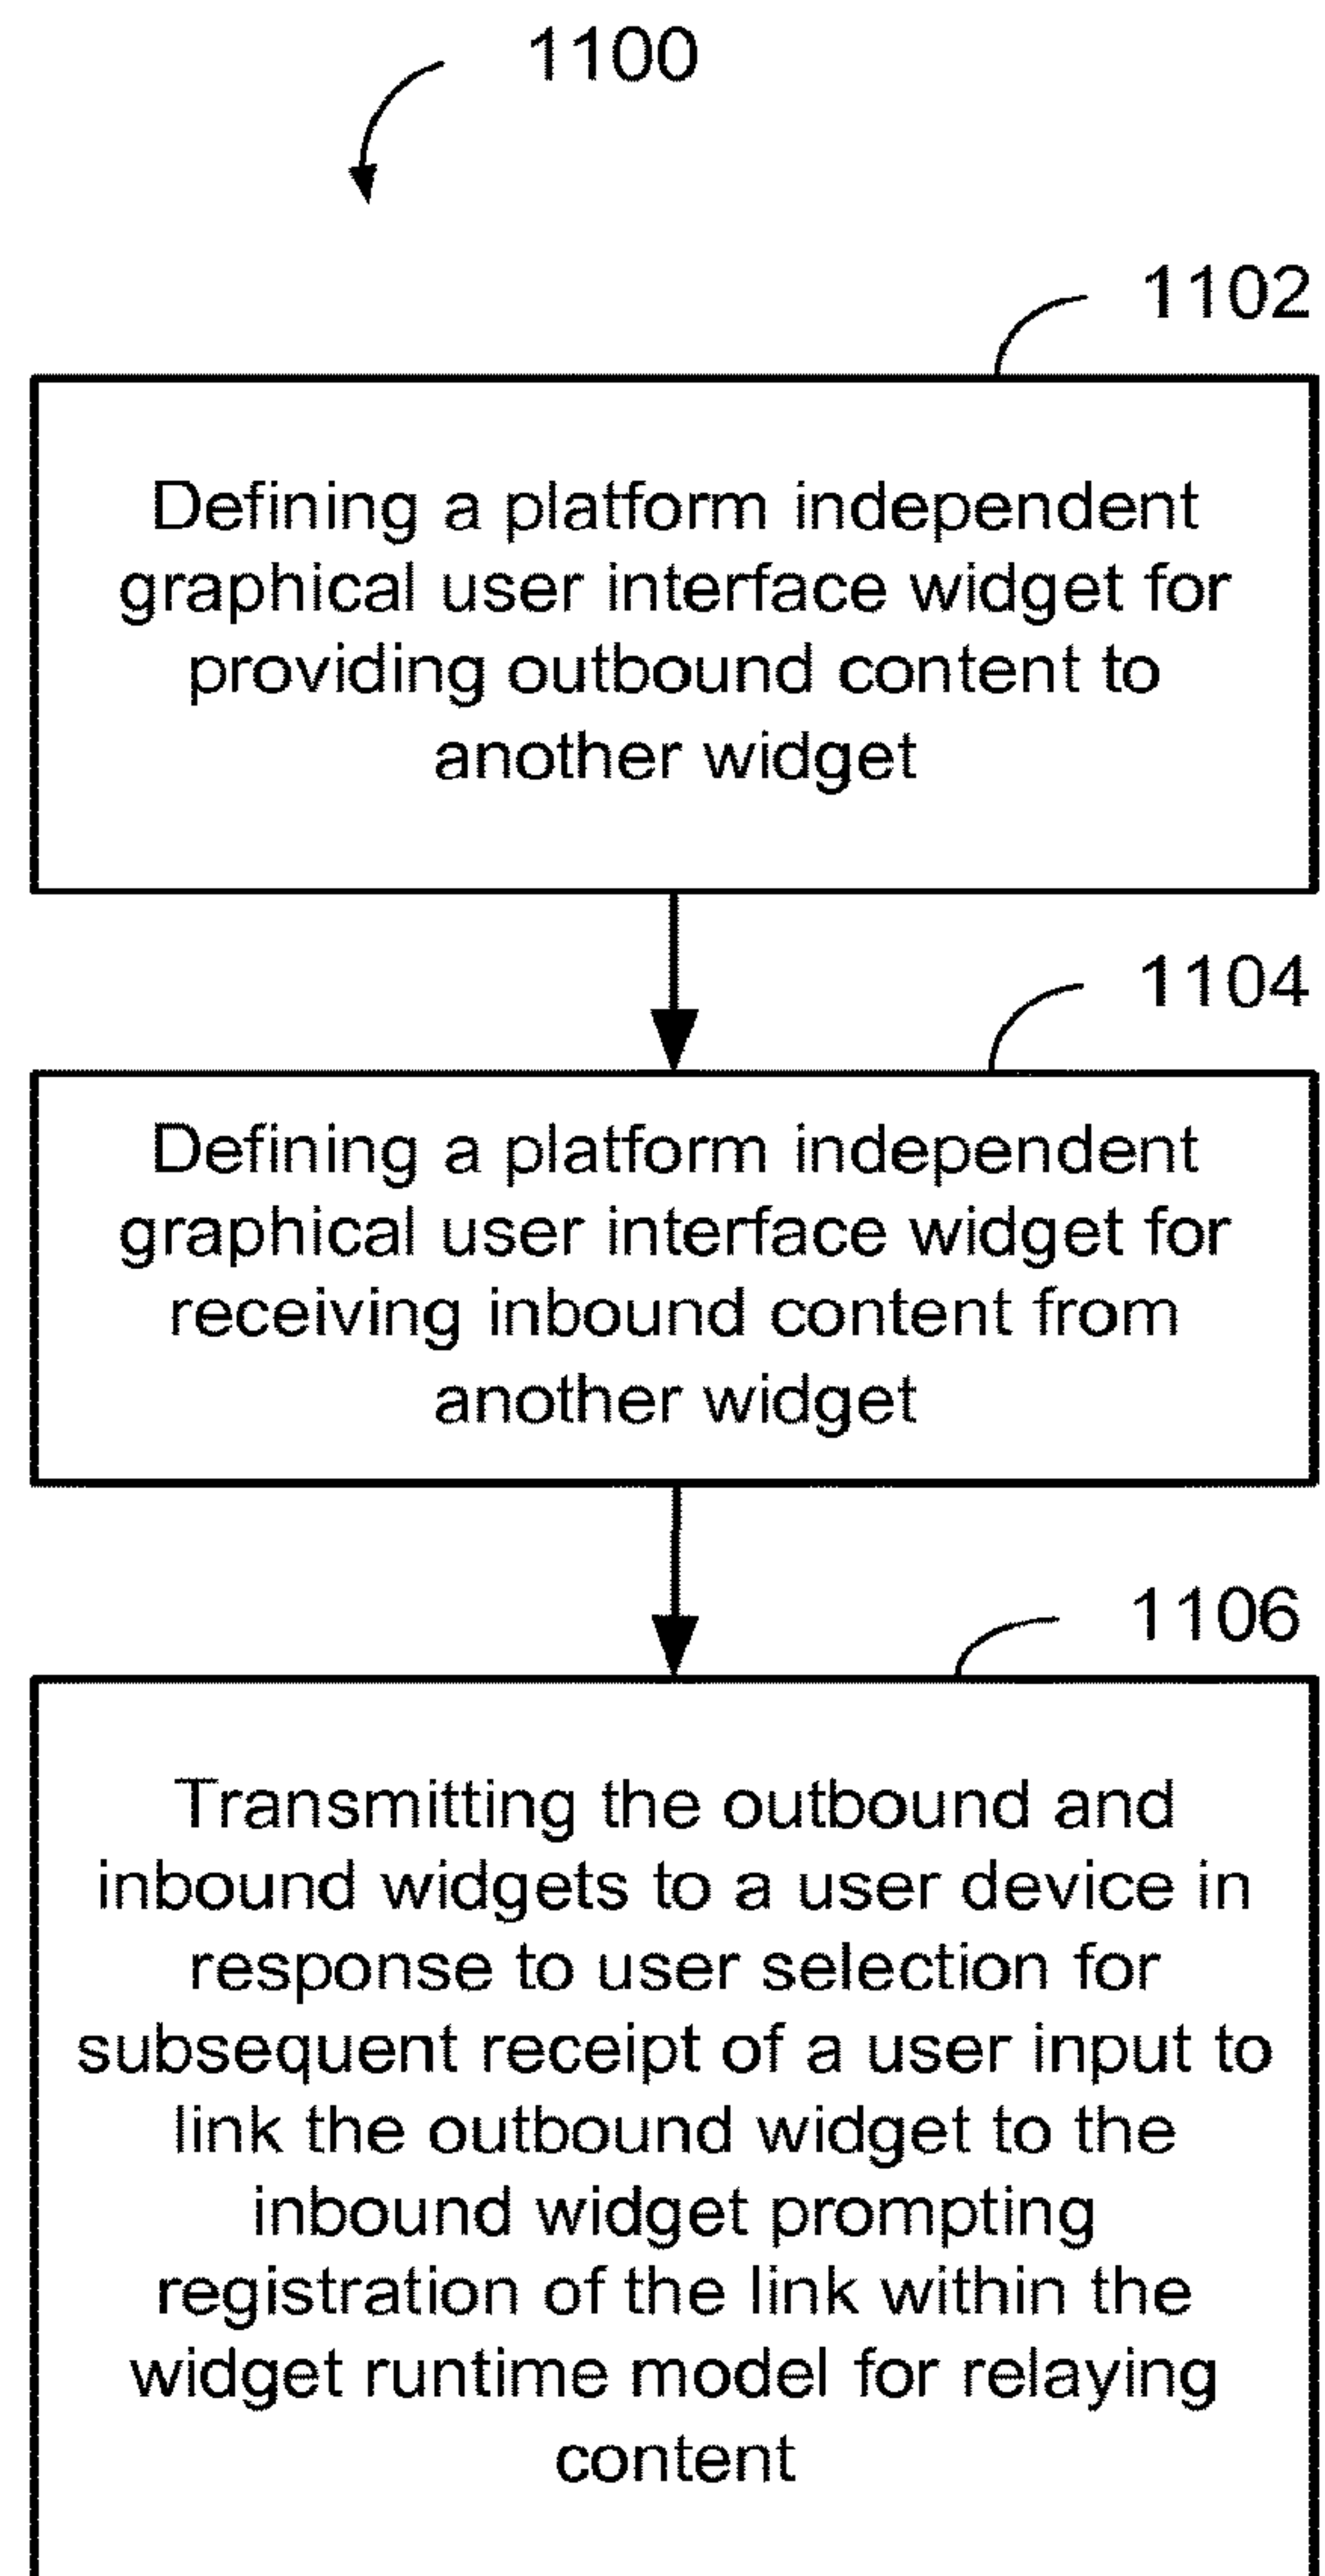 1100
1102
Defining a platform independent
graphical user interface widget for
providing outbound content to
another widget
1104
Defining a platform independent
graphical user interface widget for
receiving inbound content from
another widget
1106
Transmitting the outbound and
inbound widgets to a user device in
response to user selection for
subsequent receipt of a user input to
link the outbound widget to the
inbound widget prompting
registration of the link within the
widget runtime model for relaying
content